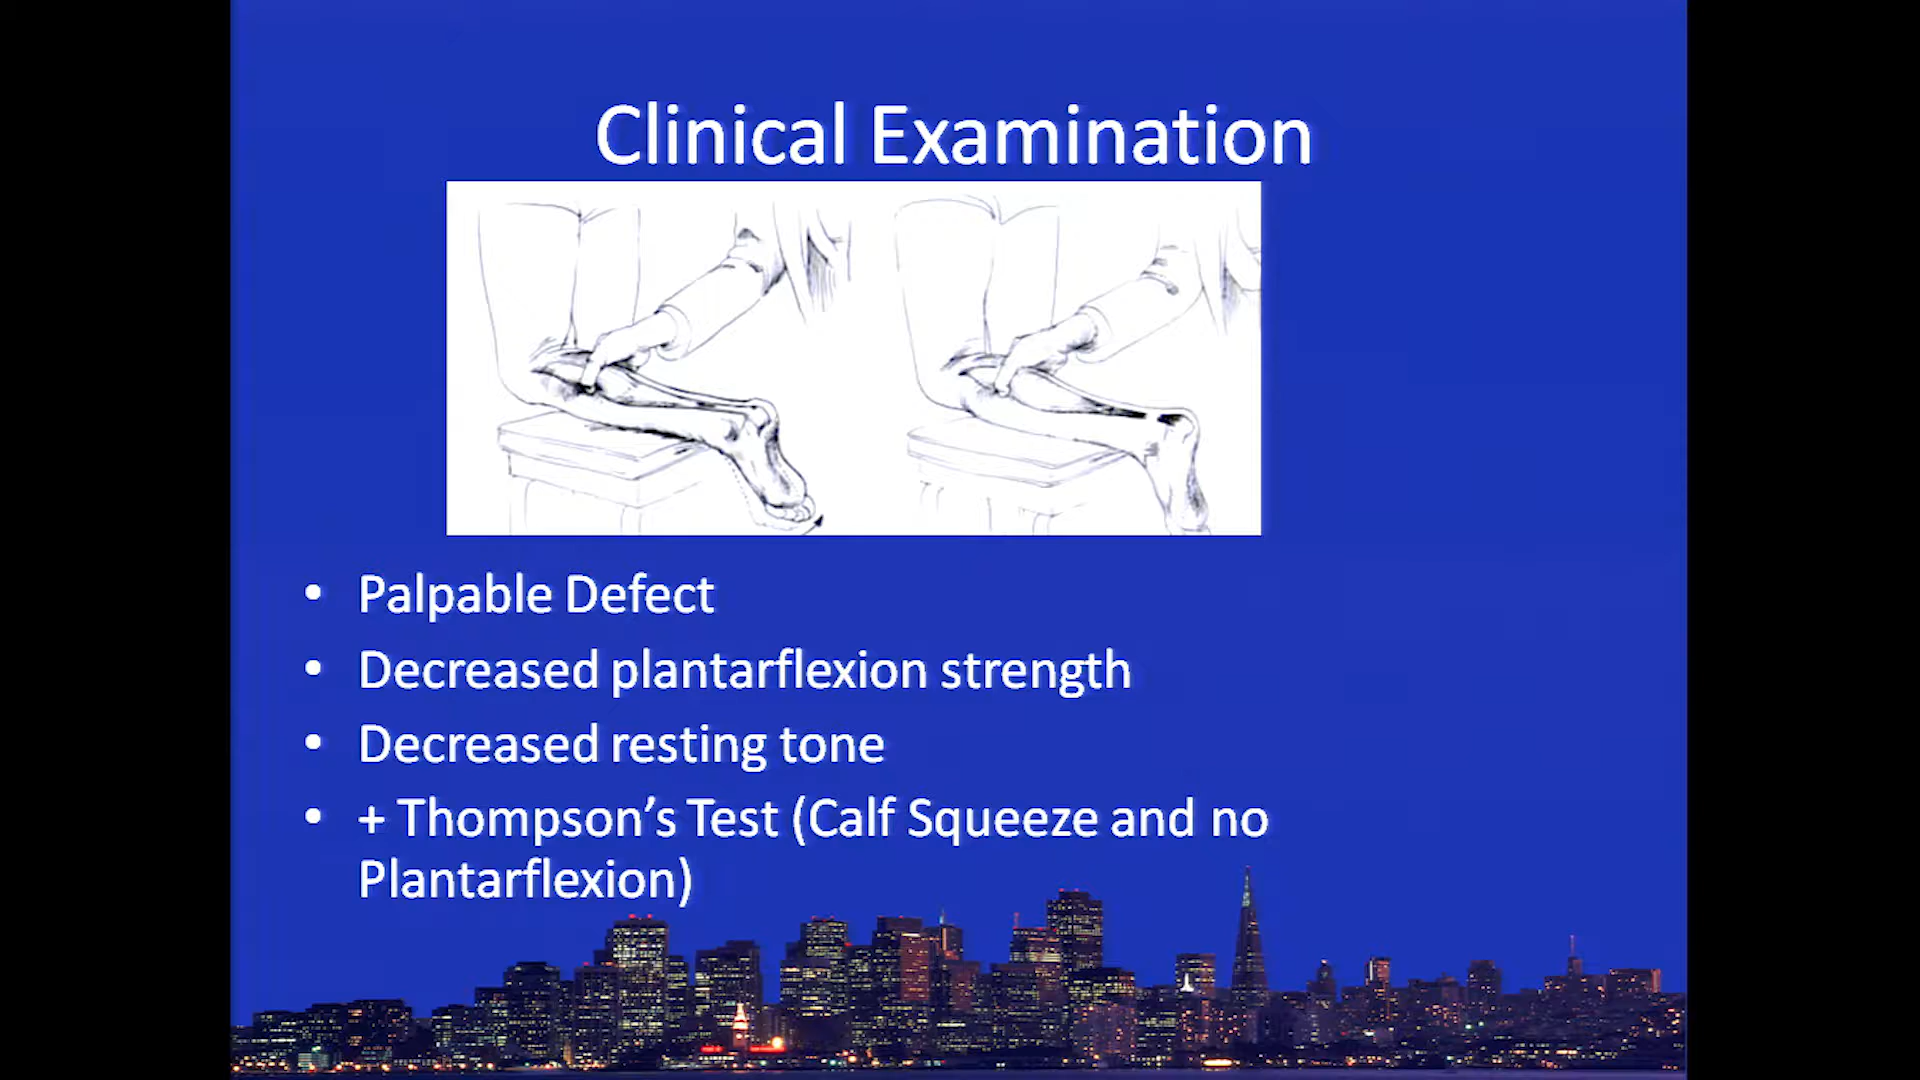 Clinical Examination
• Palpable Defect
• Decreased plantarflexion strength
• Decreased resting tone
• + Thompson’s Test (Calf Squeeze and no
Plantarflexion)